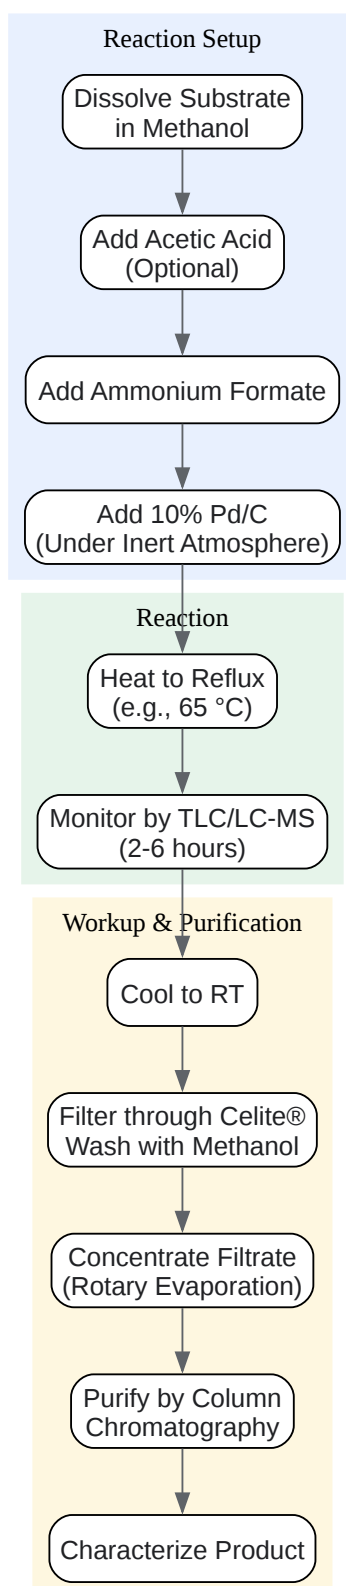 Reaction Setup
Dissolve Substrate
in Methanol
Add Acetic Acid
(Optional)
Add Ammonium Formate
Add 10% Pd/C
(Under Inert Atmosphere)
Reaction
Heat to Reflux
(e.g., 65 °C)
Monitor by TLC/LC-MS
(2-6 hours)
Workup & Purification
Cool to RT
Filter through Celite®
Wash with Methanol
Concentrate Filtrate
(Rotary Evaporation)
Purify by Column
Chromatography
Characterize Product